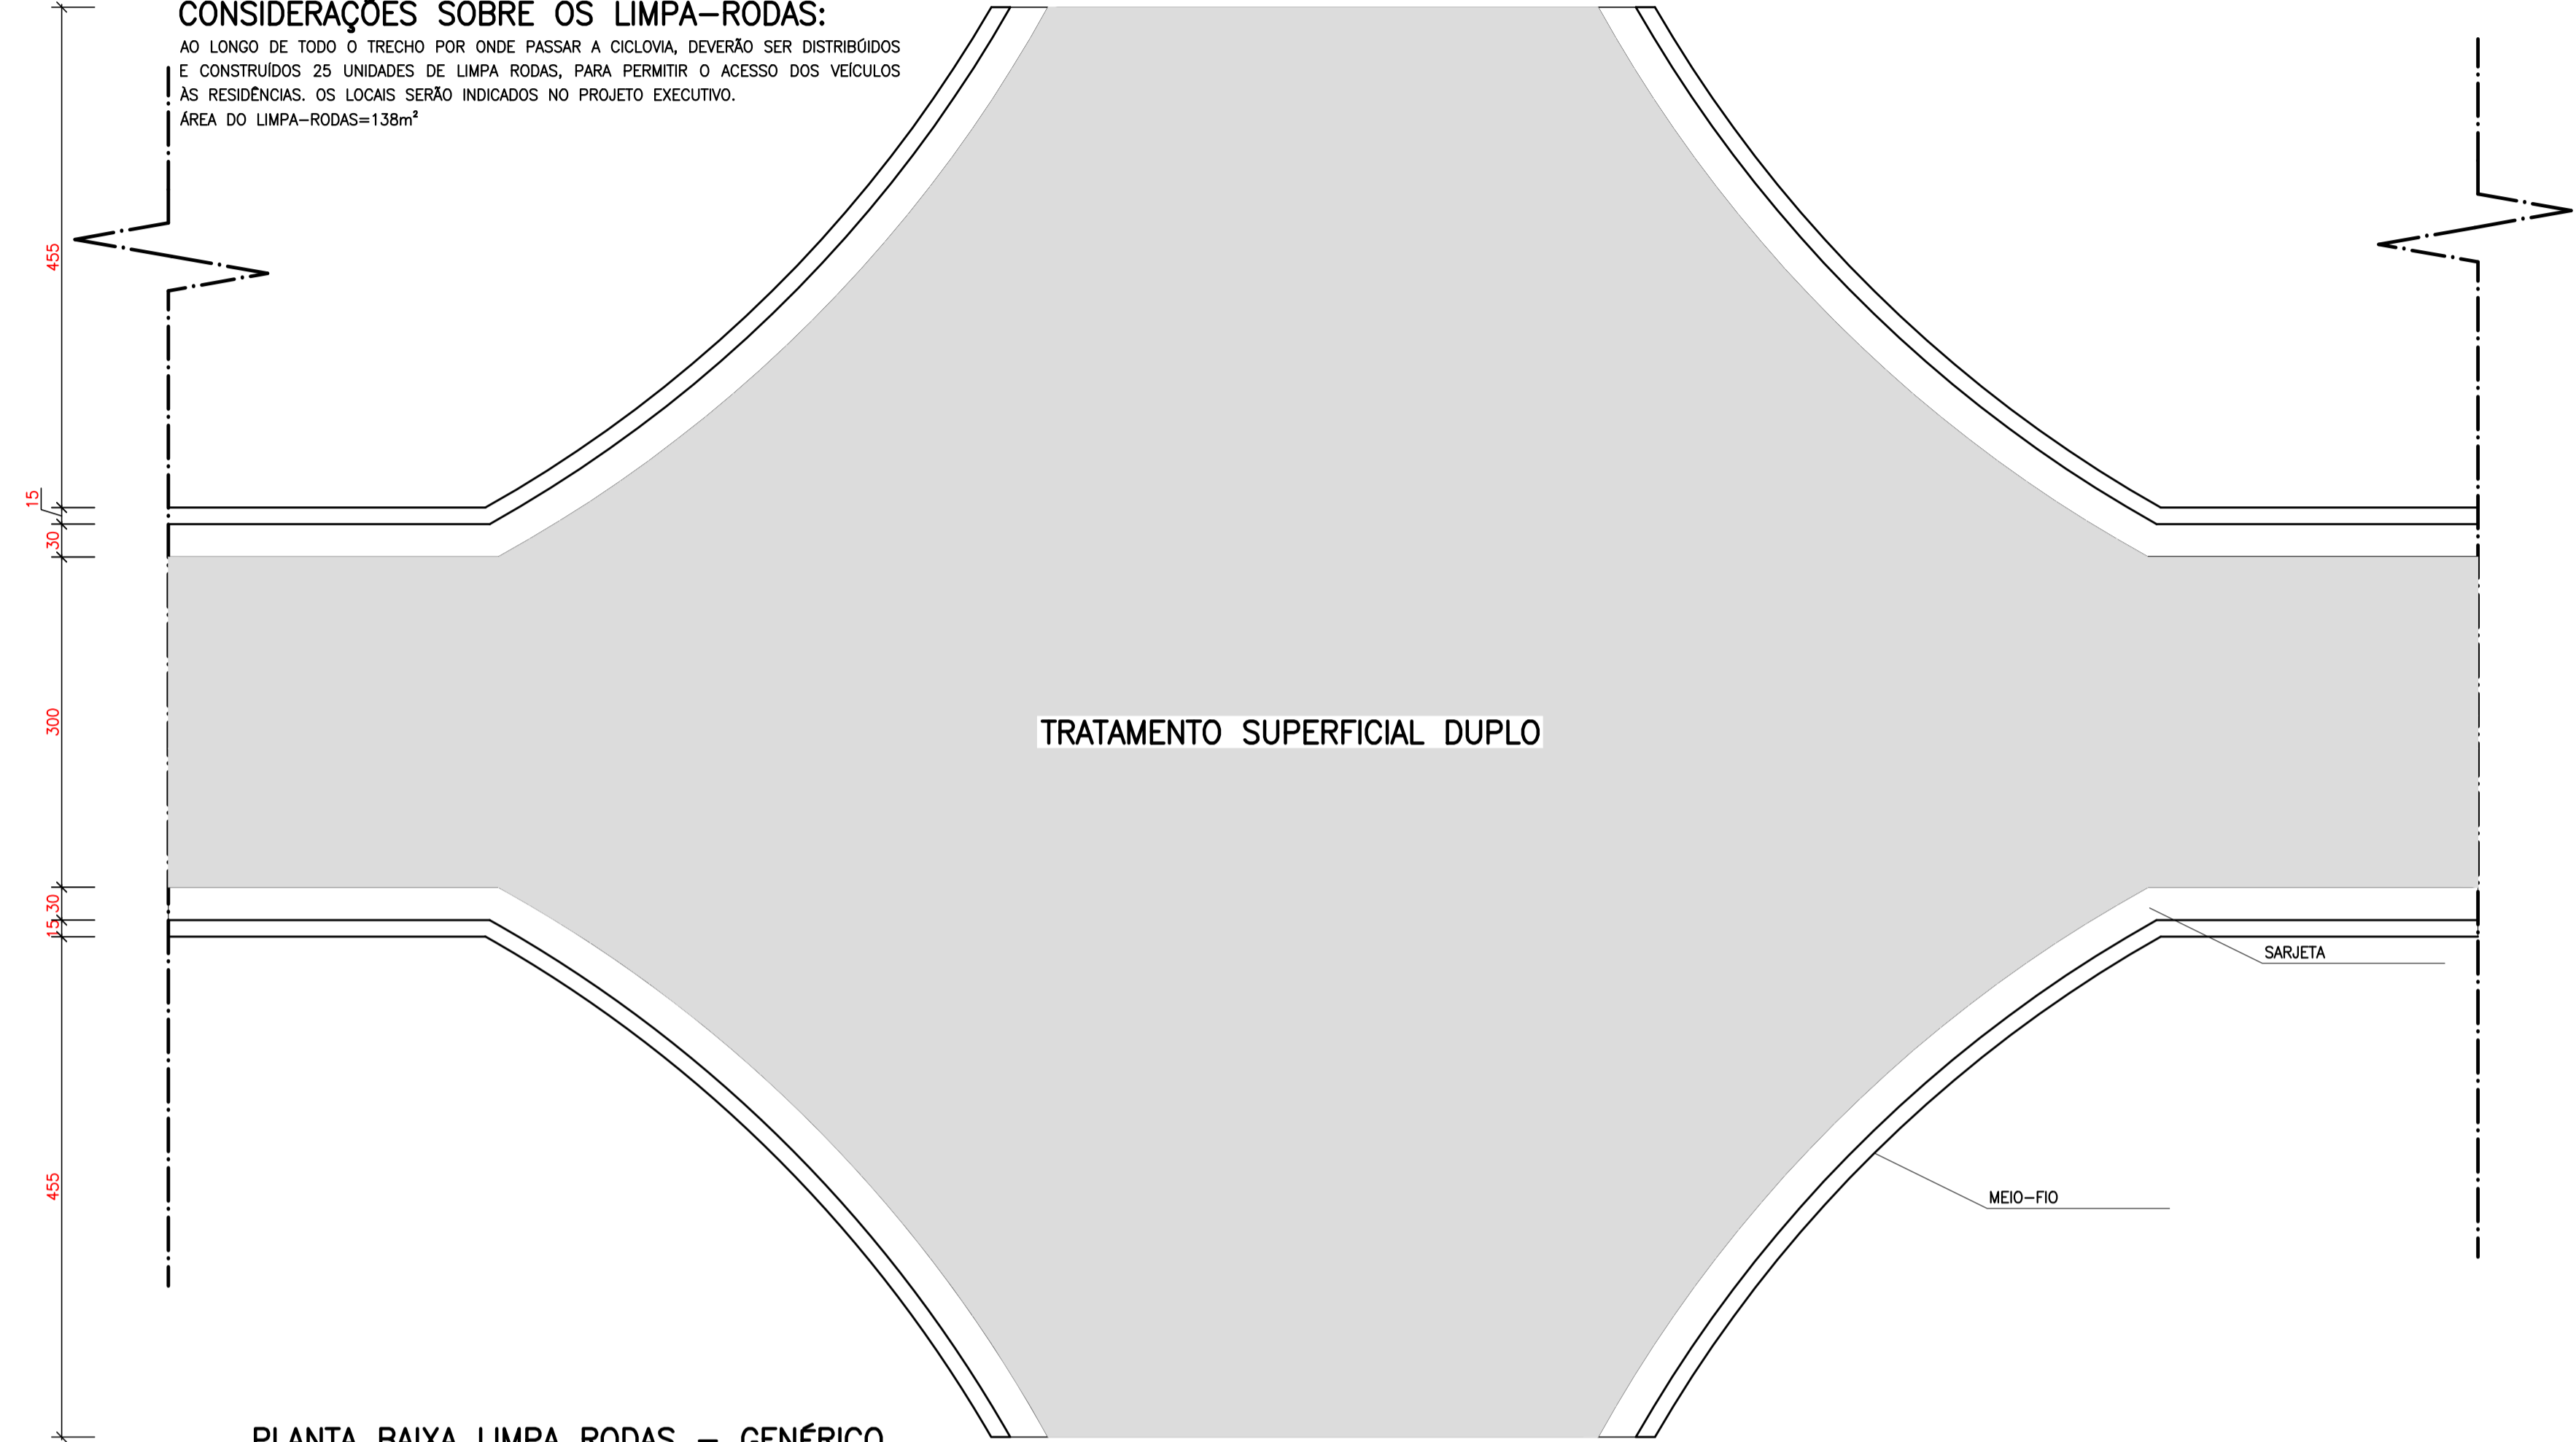 CONSIDERAÇÕES SOBRE OS LIMPA-RODAS:
AO LONGO DE TODO O TRECHO POR ONDE PASSAR A CICLOVIA, DEVERÃO SER DISTRIBÚIDOS
E CONSTRUÍDOS 25 UNIDADES DE LIMPA RODAS, PARA PERMITIR O ACESSO DOS VEÍCULOS
ÀS RESIDÊNCIAS. OS LOCAIS SERÃO INDICADOS NO PROJETO EXECUTIVO.
ÁREA DO LIMPA-RODAS=138m²
455
15
30
300
30
15
455
TRATAMENTO SUPERFICIAL DUPLO
SARJETA
MEIO-FIO
PLANTA BAIXA LIMPA RODAS - GENÉRICO